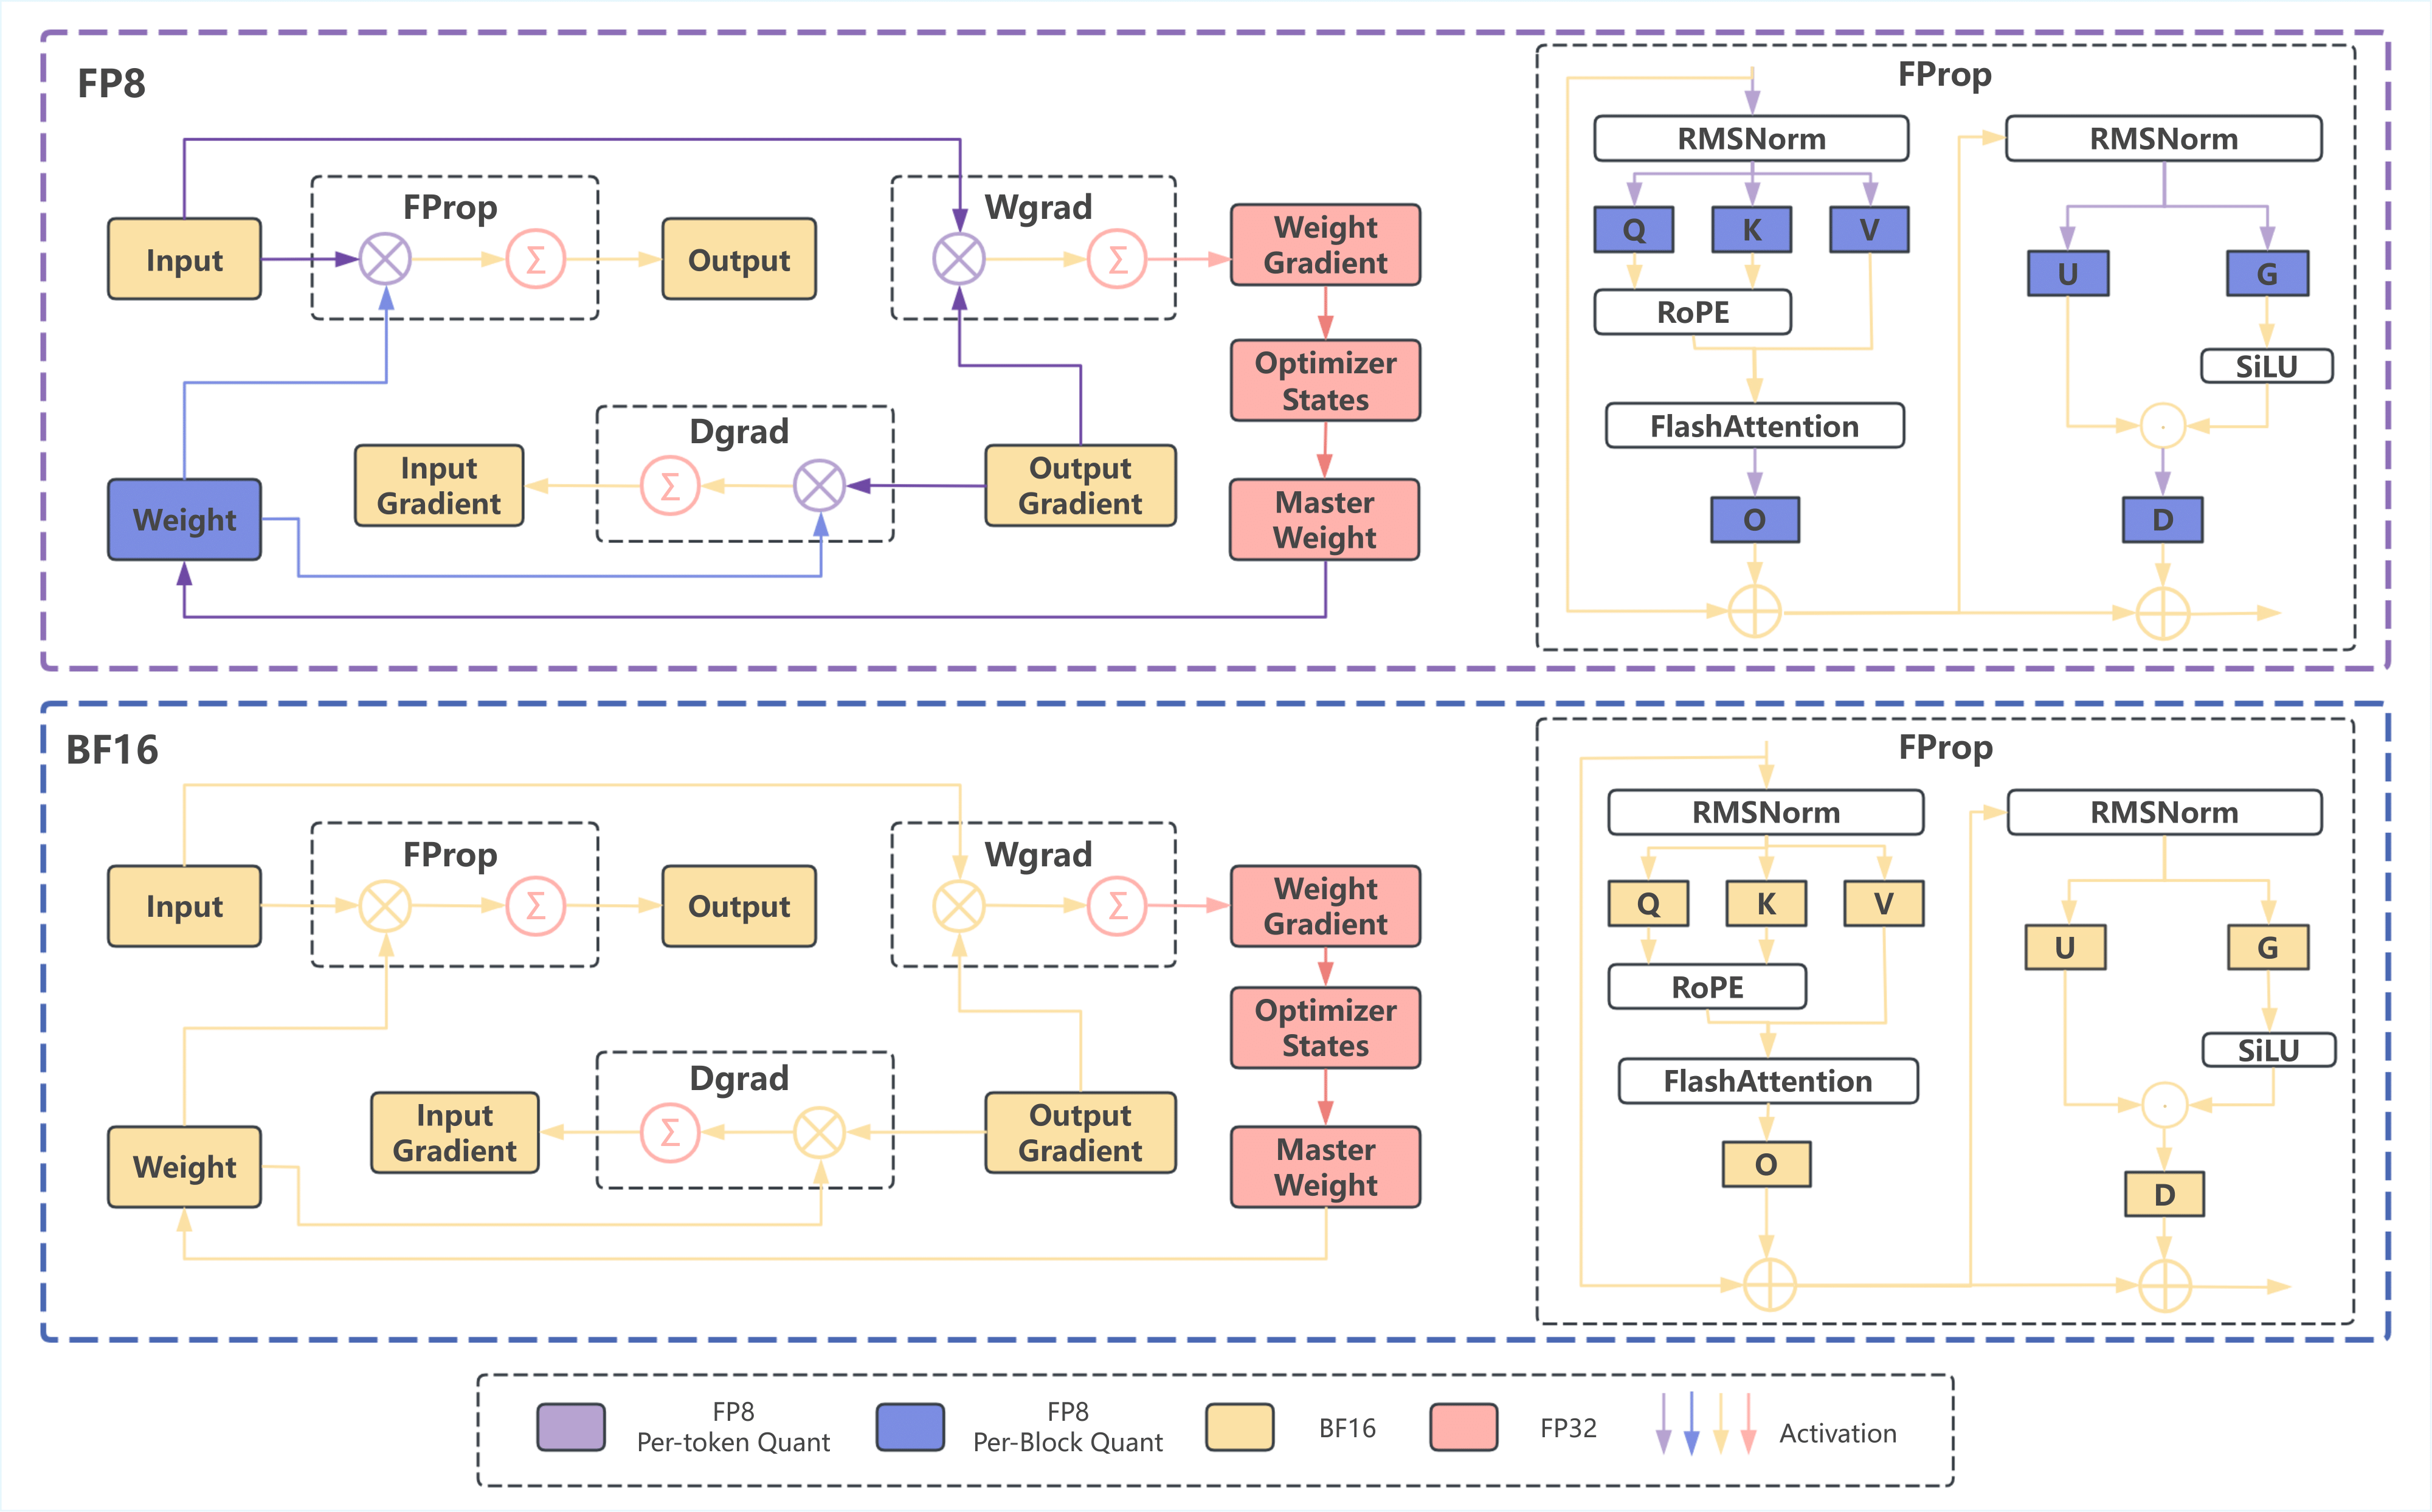 FP8
FProp
Wgrad
Input
Σ
Output
Σ
Weight
Gradient
Optimizer
States
Dgrad
Input
Gradient
Σ
Output
Gradient
Weight
Master
Weight
FProp
RMSNorm
RMSNorm
Q
K
V
U
G
RoPE
SiLU
FlashAttention
O
D
BF16
FProp
Wgrad
Input
Σ
Output
Σ
Weight
Gradient
Optimizer
States
Dgrad
Input
Gradient
Σ
Output
Gradient
Weight
Master
Weight
FProp
RMSNorm
RMSNorm
Q
K
V
U
G
RoPE
SiLU
FlashAttention
O
D
FP8
Per-token Quant
FP8
Per-Block Quant
BF16
FP32
Activation